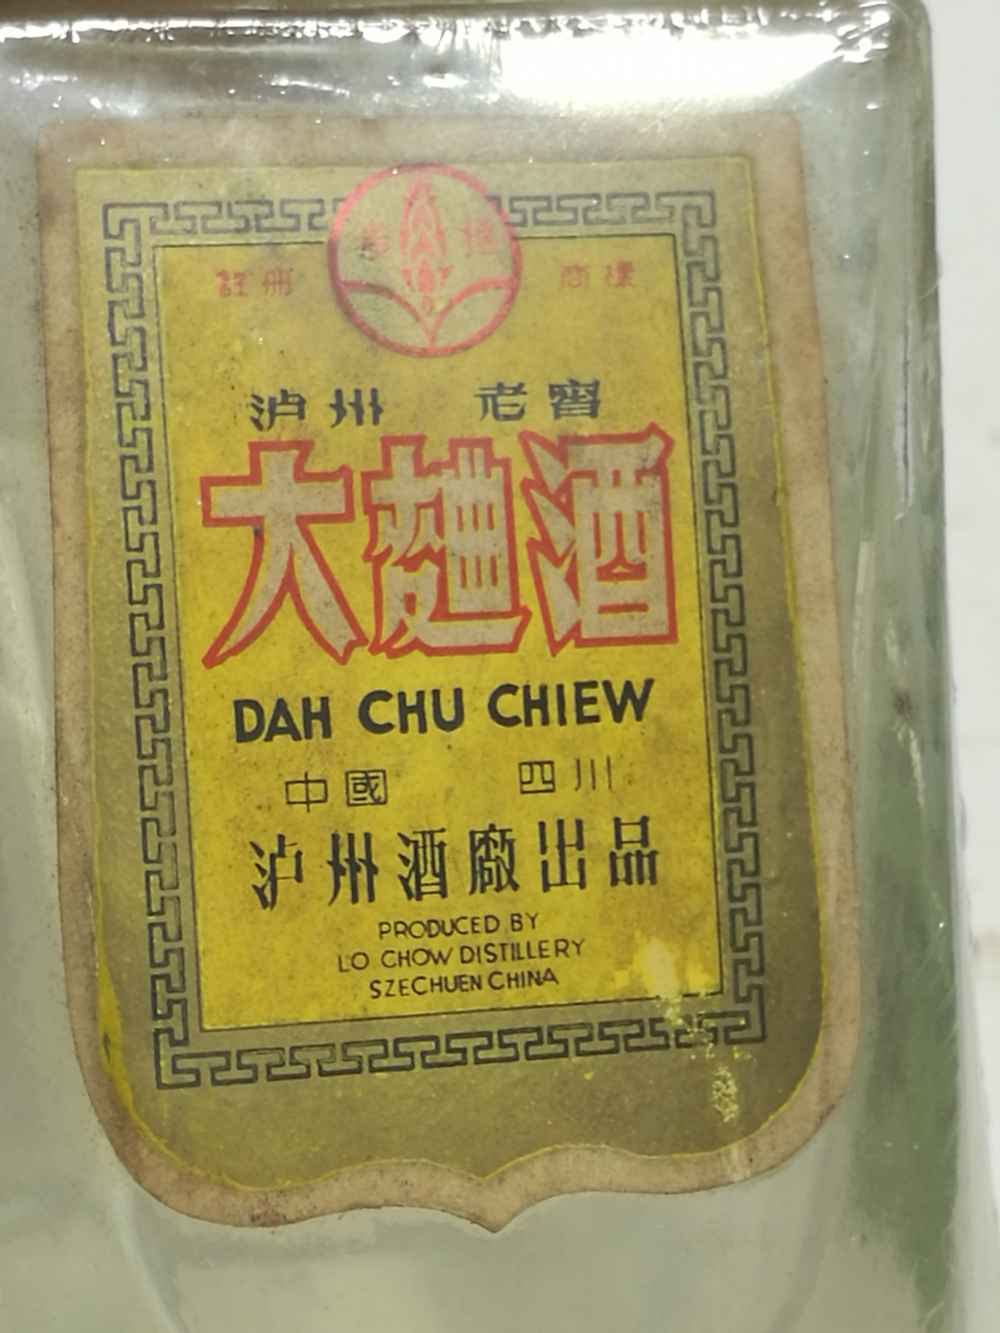 註冊 商標
泸州 老窖
大麯酒
DAH CHU CHIEW
中國 四川
泸州酒廠出品
PRODUCED BY
LO CHOW DISTILLERY
SZECHUEN CHINA